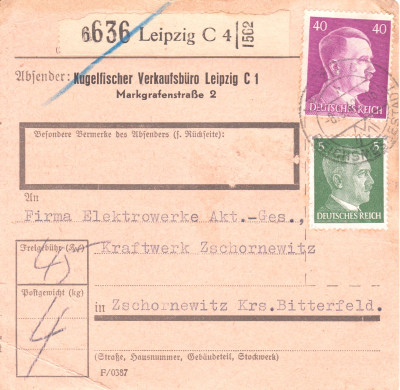 6636 Leipzig C 4
1562
Absender: Kugelfischer Verkaufsbüro Leipzig C 1
Markgrafenstraße 2
40 40
DEUTSCHES REICH
Besondere Vermerke des Absenders (s. Rückseite):
5 5
DEUTSCHES REICH
An
Firma Elektrowerke Akt.-Ges.,
Kraftwerk Zschornewitz
Freigebühr
45
Postgewicht (kg)
4
in Zschornewitz Krs.Bitterfeld.
(Straße, Hausnummer, Gebäudeteil, Stockwerk)
F/0387